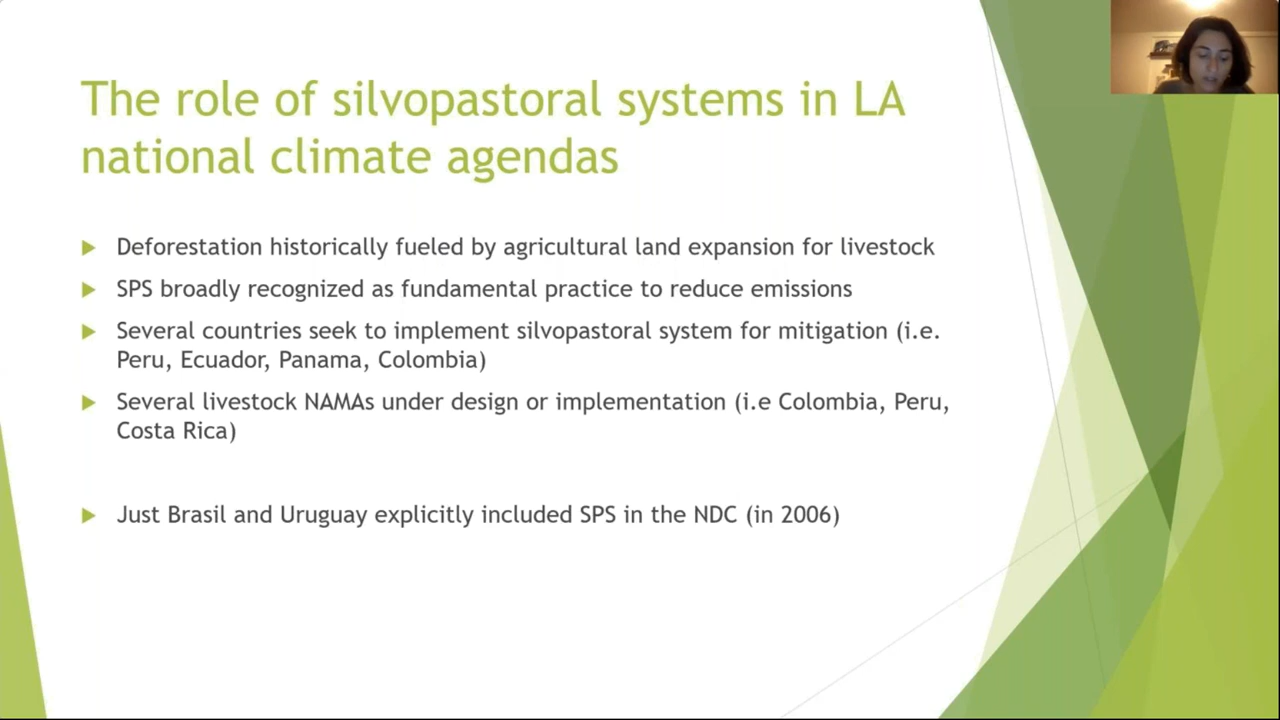 The role of silvopastoral systems in LA
national climate agendas
Deforestation historically fueled by agricultural land expansion for livestock
SPS broadly recognized as fundamental practice to reduce emissions
Several countries seek to implement silvopastoral system for mitigation (i.e.
Peru, Ecuador, Panama, Colombia)
Several livestock NAMAs under design or implementation (i.e Colombia, Peru,
Costa Rica)
Just Brasil and Uruguay explicitly included SPS in the NDC (in 2006)